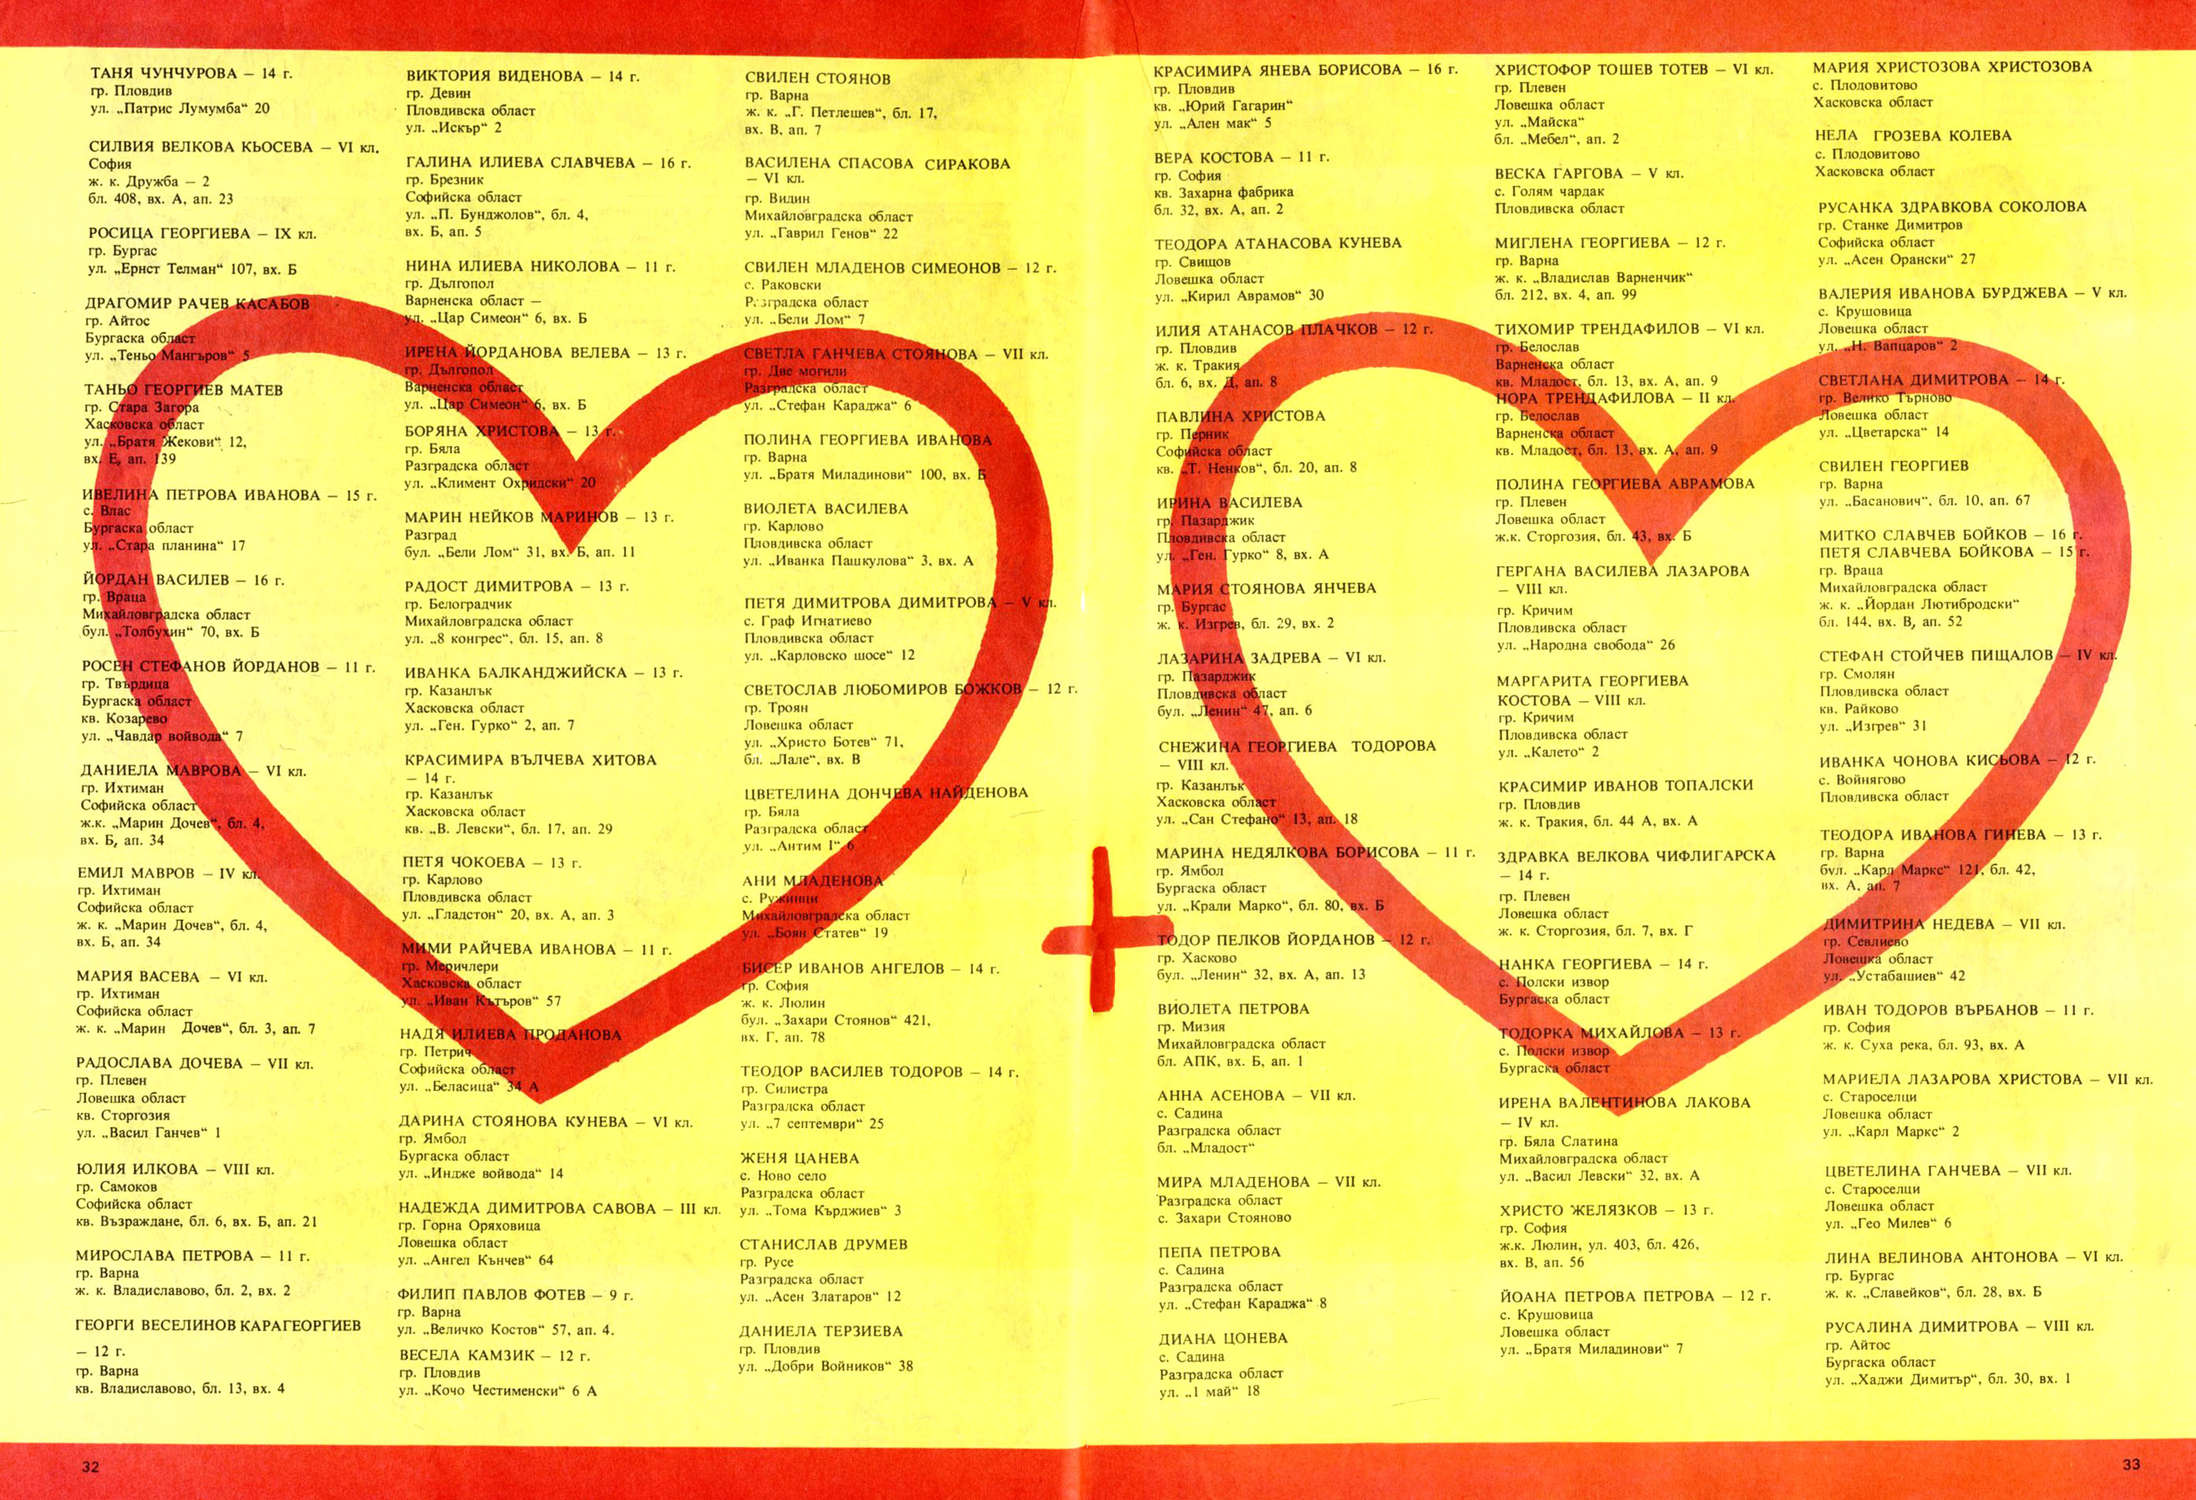 ТАНЯ ЧУНЧУРОВА — 14 г.
гр. Пловдив
ул. „Патрис Лумумба“ 20
СИЛВИЯ ВЕЛКОВА КЬОСЕВА — VI кл.
София
ж. к. Дружба — 2
бл. 408, вх. А, ап. 23
РОСИЦА ГЕОРГИЕВА — IX кл.
гр. Бургас
ул. „Ернст Телман“ 107, вх. Б
ДРАГОМИР РАЧЕВ КАСАБОВ
гр. Айтос
Бургаска област
ул. „Теньо Мангъров“ 5
ТАНЬО ГЕОРГИЕВ МАТЕВ
гр. Стара Загора
Хасковска област
ул. „Братя Жекови“ 12,
вх. Е, ап. 139
ИВЕЛИНА ПЕТРОВА ИВАНОВА — 15 г.
с. Влас
Бургаска област
ул. „Стара планина“ 17
ЙОРДАН ВАСИЛЕВ — 16 г.
гр. Враца
Михайловградска област
бул. „Толбухин“ 70, вх. Б
РОСЕН СТЕФАНОВ ЙОРДАНОВ — 11 г.
гр. Твърдица
Бургаска област
кв. Козарево
ул. „Чавдар войвода“ 7
ДАНИЕЛА МАВРОВА — VI кл.
гр. Ихтиман
Софийска област
ж.к. „Марин Дочев“, бл. 4,
вх. Б, ап. 34
ЕМИЛ МАВРОВ — IV кл.
гр. Ихтиман
Софийска област
ж. к. „Марин Дочев“, бл. 4,
вх. Б, ап. 34
МАРИЯ ВАСЕВА — VI кл.
гр. Ихтиман
Софийска област
ж. к. „Марин Дочев“, бл. 3, ап. 7
РАДОСЛАВА ДОЧЕВА — VII кл.
гр. Плевен
Ловешка област
кв. Сторгозия
ул. „Васил Ганчев“ 1
ЮЛИЯ ИЛКОВА — VIII кл.
гр. Самоков
Софийска област
кв. Възраждане, бл. 6, вх. Б, ап. 21
МИРОСЛАВА ПЕТРОВА — 11 г.
гр. Варна
ж. к. Владиславово, бл. 2, вх. 2
ГЕОРГИ ВЕСЕЛИНОВ КАРАГЕОРГИЕВ
— 12 г.
гр. Варна
кв. Владиславово, бл. 13, вх. 4
ВИКТОРИЯ ВИДЕНОВА — 14 г.
гр. Девин
Пловдивска област
ул. „Искър“ 2
ГАЛИНА ИЛИЕВА СЛАВЧЕВА — 16 г.
гр. Брезник
Софийска област
ул. „П. Бунджолов“, бл. 4,
вх. Б, ап. 5
НИНА ИЛИЕВА НИКОЛОВА — 11 г.
гр. Дългопол
Варненска област —
ул. „Цар Симеон“ 6, вх. Б
ИРЕНА ЙОРДАНОВА ВЕЛЕВА — 13 г.
гр. Дългопол
Варненска област
ул. „Цар Симеон“ 6, вх. Б
БОРЯНА ХРИСТОВА — 13 г.
гр. Бяла
Разградска област
ул. „Климент Охридски“ 20
МАРИН НЕЙКОВ МАРИНОВ — 13 г.
Разград
бул. „Бели Лом“ 31, вх. Б, ап. 11
РАДОСТ ДИМИТРОВА — 13 г.
гр. Белоградчик
Михайловградска област
ул. „8 конгрес“, бл. 15, ап. 8
ИВАНКА БАЛКАНДЖИЙСКА — 13 г.
гр. Казанлък
Хасковска област
ул. „Ген. Гурко“ 2, ап. 7
КРАСИМИРА ВЪЛЧЕВА ХИТОВА
— 14 г.
гр. Казанлък
Хасковска област
кв. „В. Левски“, бл. 17, ап. 29
ПЕТЯ ЧОКОЕВА — 13 г.
гр. Карлово
Пловдивска област
ул. „Гладстон“ 20, вх. А, ап. 3
МИМИ РАЙЧЕВА ИВАНОВА — 11 г.
гр. Меричлери
Хасковска област
ул. „Иван Кътъров“ 57
НАДЯ ИЛИЕВА ПРОДАНОВА
гр. Петрич
Софийска област
ул. „Беласица“ 34 А
ДАРИНА СТОЯНОВА КУНЕВА — VI кл.
гр. Ямбол
Бургаска област
ул. „Индже войвода“ 14
НАДЕЖДА ДИМИТРОВА САВОВА — III кл.
гр. Горна Оряховица
Ловешка област
ул. „Ангел Кънчев“ 64
ФИЛИП ПАВЛОВ ФОТЕВ — 9 г.
гр. Варна
ул. „Величко Костов“ 57, ап. 4.
ВЕСЕЛА КАМЗИК — 12 г.
гр. Пловдив
ул. „Кочо Честименски“ 6 А
СВИЛЕН СТОЯНОВ
гр. Варна
ж. к. „Г. Петлешев“, бл. 17,
вх. В, ап. 7
ВАСИЛЕНА СПАСОВА СИРАКОВА
— VI кл.
гр. Видин
Михайловградска област
ул. „Гаврил Генов“ 22
СВИЛЕН МЛАДЕНОВ СИМЕОНОВ — 12 г.
с. Раковски
Разградска област
ул. „Бели Лом“ 7
СВЕТЛА ГАНЧЕВА СТОЯНОВА — VII кл.
гр. Две могили
Разградска област
ул. „Стефан Караджа“ 6
ПОЛИНА ГЕОРГИЕВА ИВАНОВА
гр. Варна
ул. „Братя Миладинови“ 100, вх. Б
ВИОЛЕТА ВАСИЛЕВА
гр. Карлово
Пловдивска област
ул. „Иванка Пашкулова“ 3, вх. А
ПЕТЯ ДИМИТРОВА ДИМИТРОВА — V кл.
с. Граф Игнатиево
Пловдивска област
ул. „Карловско шосе“ 12
СВЕТОСЛАВ ЛЮБОМИРОВ БОЖКОВ — 12 г.
гр. Троян
Ловешка област
ул. „Христо Ботев“ 71,
бл. „Лале“, вх. В
ЦВЕТЕЛИНА ДОНЧЕВА НАЙДЕНОВА
гр. Бяла
Разградска област
ул. „Антим I“ 6
АНИ МЛАДЕНОВА
с. Ружинци
Михайловградска област
ул. „Боян Статев“ 19
БИСЕР ИВАНОВ АНГЕЛОВ — 14 г.
гр. София
ж. к. Люлин
бул. „Захари Стоянов“ 421,
вх. Г, ап. 78
ТЕОДОР ВАСИЛЕВ ТОДОРОВ — 14 г.
гр. Силистра
Разградска област
ул. „7 септември“ 25
ЖЕНЯ ЦАНЕВА
с. Ново село
Разградска област
ул. „Тома Кърджиев“ 3
СТАНИСЛАВ ДРУМЕВ
гр. Русе
Разградска област
ул. „Асен Златаров“ 12
ДАНИЕЛА ТЕРЗИЕВА
гр. Пловдив
ул. „Добри Войников“ 38
32
КРАСИМИРА ЯНЕВА БОРИСОВА — 16 г.
гр. Пловдив
кв. „Юрий Гагарин“
ул. „Ален мак“ 5
ВЕРА КОСТОВА — 11 г.
гр. София
кв. Захарна фабрика
бл. 32, вх. А, ап. 2
ТЕОДОРА АТАНАСОВА КУНЕВА
гр. Свищов
Ловешка област
ул. „Кирил Аврамов“ 30
ИЛИЯ АТАНАСОВ ПЛАЧКОВ — 12 г.
гр. Пловдив
ж. к. Тракия
бл. 6, вх. Д, ап. 8
ПАВЛИНА ХРИСТОВА
гр. Перник
Софийска област
кв. „Т. Ненков“, бл. 20, ап. 8
ИРИНА ВАСИЛЕВА
гр. Пазарджик
Пловдивска област
ул. „Ген. Гурко“ 8, вх. А
МАРИЯ СТОЯНОВА ЯНЧЕВА
гр. Бургас
ж. к. Изгрев, бл. 29, вх. 2
ЛАЗАРИНА ЗАДРЕВА — VI кл.
гр. Пазарджик
Пловдивска област
бул. „Ленин“ 47, ап. 6
СНЕЖИНА ГЕОРГИЕВА ТОДОРОВА
— VIII кл.
гр. Казанлък
Хасковска област
ул. „Сан Стефано“ 13, ап. 18
МАРИНА НЕДЯЛКОВА БОРИСОВА — 11 г.
гр. Ямбол
Бургаска област
ул. „Крали Марко“, бл. 80, вх. Б
ТОДОР ПЕЛКОВ ЙОРДАНОВ — 12 г.
гр. Хасково
бул. „Ленин“ 32, вх. А, ап. 13
ВИОЛЕТА ПЕТРОВА
гр. Мизия
Михайловградска област
бл. АПК, вх. Б, ап. 1
АННА АСЕНОВА — VII кл.
с. Садина
Разградска област
бл. „Младост“
МИРА МЛАДЕНОВА — VII кл.
Разградска област
с. Захари Стояново
ПЕПА ПЕТРОВА
с. Садина
Разградска област
ул. „Стефан Караджа“ 8
ДИАНА ЦОНЕВА
с. Садина
Разградска област
ул. „1 май“ 18
ХРИСТОФОР ТОШЕВ ТОТЕВ — VI кл.
гр. Плевен
Ловешка област
ул. „Майска“
бл. „Мебел“, ап. 2
ВЕСКА ГАРГОВА — V кл.
с. Голям чардак
Пловдивска област
МИГЛЕНА ГЕОРГИЕВА — 12 г.
гр. Варна
ж. к. „Владислав Варненчик“
бл. 212, вх. 4, ап. 99
ТИХОМИР ТРЕНДАФИЛОВ — VI кл.
гр. Белослав
Варненска област
кв. Младост, бл. 13, вх. А, ап. 9
НОРА ТРЕНДАФИЛОВА — II кл.
гр. Белослав
Варненска област
кв. Младост, бл. 13, вх. А, ап. 9
ПОЛИНА ГЕОРГИЕВА АВРАМОВА
гр. Плевен
Ловешка област
ж.к. Сторгозия, бл. 43, вх. Б
ГЕРГАНА ВАСИЛЕВА ЛАЗАРОВА
— VIII кл.
гр. Кричим
Пловдивска област
ул. „Народна свобода“ 26
МАРГАРИТА ГЕОРГИЕВА
КОСТОВА — VIII кл.
гр. Кричим
Пловдивска област
ул. „Калето“ 2
КРАСИМИР ИВАНОВ ТОПАЛСКИ
гр. Пловдив
ж. к. Тракия, бл. 44 А, вх. А
ЗДРАВКА ВЕЛКОВА ЧИФЛИГАРСКА
— 14 г.
гр. Плевен
Ловешка област
ж. к. Сторгозия, бл. 7, вх. Г
НАНКА ГЕОРГИЕВА — 14 г.
с. Полски извор
Бургаска област
ТОДОРКА МИХАЙЛОВА — 13 г.
с. Полски извор
Бургаска област
ИРЕНА ВАЛЕНТИНОВА ЛАКОВА
— IV кл.
гр. Бяла Слатина
Михайловградска област
ул. „Васил Левски“ 32, вх. А
ХРИСТО ЖЕЛЯЗКОВ — 13 г.
гр. София
ж.к. Люлин, ул. 403, бл. 426,
вх. В, ап. 56
ЙОАНА ПЕТРОВА ПЕТРОВА — 12 г.
с. Крушовица
Ловешка област
ул. „Братя Миладинови“ 7
МАРИЯ ХРИСТОЗОВА ХРИСТОЗОВА
с. Плодовитово
Хасковска област
НЕЛА ГРОЗЕВА КОЛЕВА
с. Плодовитово
Хасковска област
РУСАНКА ЗДРАВКОВА СОКОЛОВА
гр. Станке Димитров
Софийска област
ул. „Асен Орански“ 27
ВАЛЕРИЯ ИВАНОВА БУРДЖЕВА — V кл.
с. Крушовица
Ловешка област
ул. „Н. Вапцаров“ 2
СВЕТЛАНА ДИМИТРОВА — 14 г.
гр. Велико Търново
Ловешка област
ул. „Цветарска“ 14
СВИЛЕН ГЕОРГИЕВ
гр. Варна
ул. „Басанович“, бл. 10, ап. 67
МИТКО СЛАВЧЕВ БОЙКОВ — 16 г.
ПЕТЯ СЛАВЧЕВА БОЙКОВА — 15 г.
гр. Враца
Михайловградска област
ж. к. „Йордан Лютибродски“
бл. 144, вх. В, ап. 52
СТЕФАН СТОЙЧЕВ ПИЩАЛОВ — IV кл.
гр. Смолян
Пловдивска област
кв. Райково
ул. „Изгрев“ 31
ИВАНКА ЧОНОВА КИСЬОВА — 12 г.
с. Войнягово
Пловдивска област
ТЕОДОРА ИВАНОВА ГИНЕВА — 13 г.
гр. Варна
бул. „Карл Маркс“ 121, бл. 42,
вх. А, ап. 7
ДИМИТРИНА НЕДЕВА — VII кл.
гр. Севлиево
Ловешка област
ул. „Устабашиев“ 42
ИВАН ТОДОРОВ ВЪРБАНОВ — 11 г.
гр. София
ж. к. Суха река, бл. 93, вх. А
МАРИЕЛА ЛАЗАРОВА ХРИСТОВА — VII кл.
с. Староселци
Ловешка област
ул. „Карл Маркс“ 2
ЦВЕТЕЛИНА ГАНЧЕВА — VII кл.
с. Староселци
Ловешка област
ул. „Гео Милев“ 6
ЛИНА ВЕЛИНОВА АНТОНОВА — VI кл.
гр. Бургас
ж. к. „Славейков“, бл. 28, вх. Б
РУСАЛИНА ДИМИТРОВА — VIII кл.
гр. Айтос
Бургаска област
ул. „Хаджи Димитър“, бл. 30, вх. 1
33